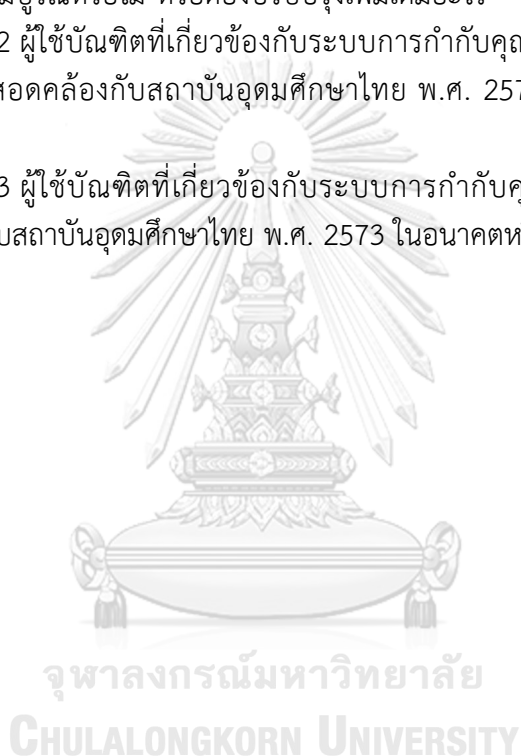 2 ผู้ใช้บัณฑิตที่เกี่ยวข้องกับระบบการกำกับคุณ
สอดคล้องกับสถาบันอุดมศึกษาไทย พ.ศ. 257
3 ผู้ใช้บัณฑิตที่เกี่ยวข้องกับระบบการกำกับคุ
บสถาบันอุดมศึกษาไทย พ.ศ. 2573 ในอนาคตห
จุฬาลงกรณ์มหาวิทยาลัย
CHULALONGKORN UNIVERSITY